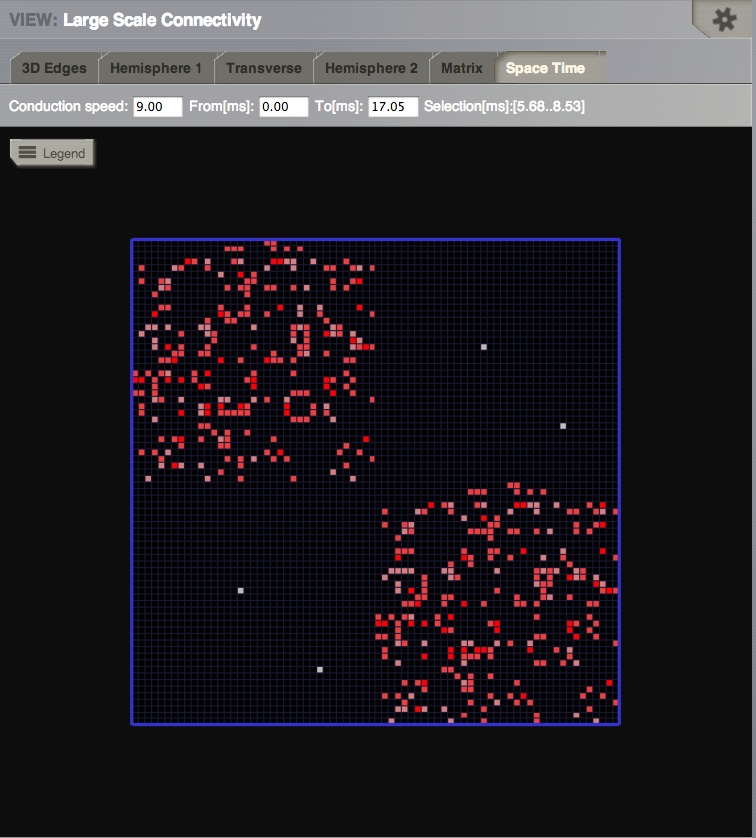 VIEW: Large Scale Connectivity
3D Edges Hemisphere 1 Transverse Hemisphere 2 Matrix Space Time
Conduction speed: 9.00 From[ms]: 0.00 To[ms]: 17.05 Selection[ms]:[5.68..8.53]
Legend